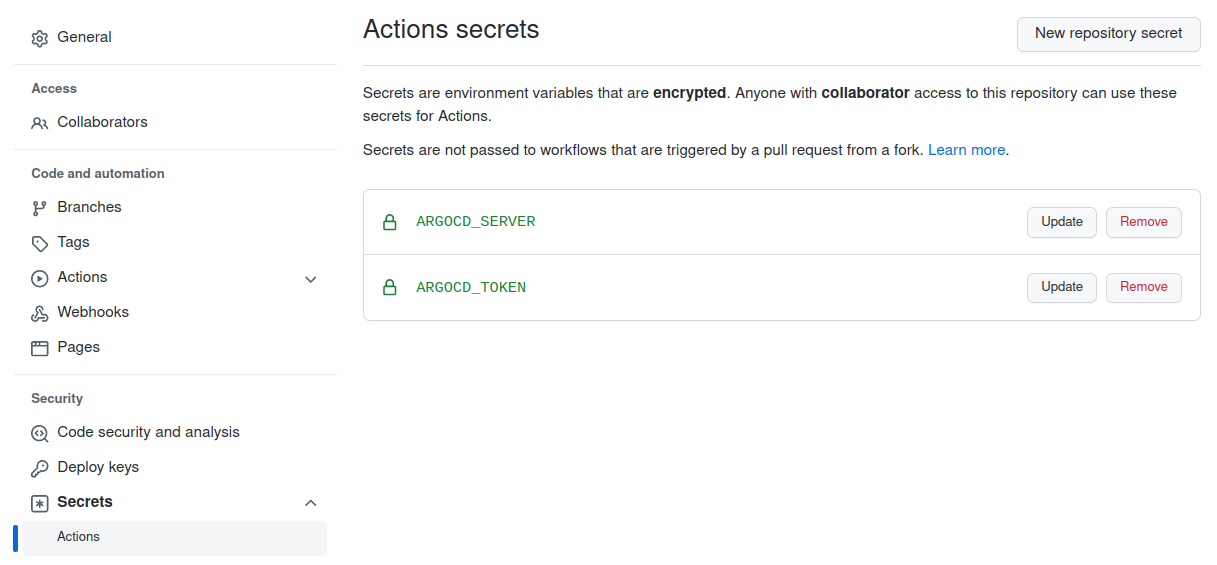 General
Access
Collaborators
Code and automation
Branches
Tags
Actions
Webhooks
Pages
Security
Code security and analysis
Deploy keys
Secrets
Actions
Actions secrets
New repository secret
Secrets are environment variables that are encrypted. Anyone with collaborator access to this repository can use these
secrets for Actions.
Secrets are not passed to workflows that are triggered by a pull request from a fork. Learn more.
ARGOCD_SERVER Update Remove
ARGOCD_TOKEN Update Remove